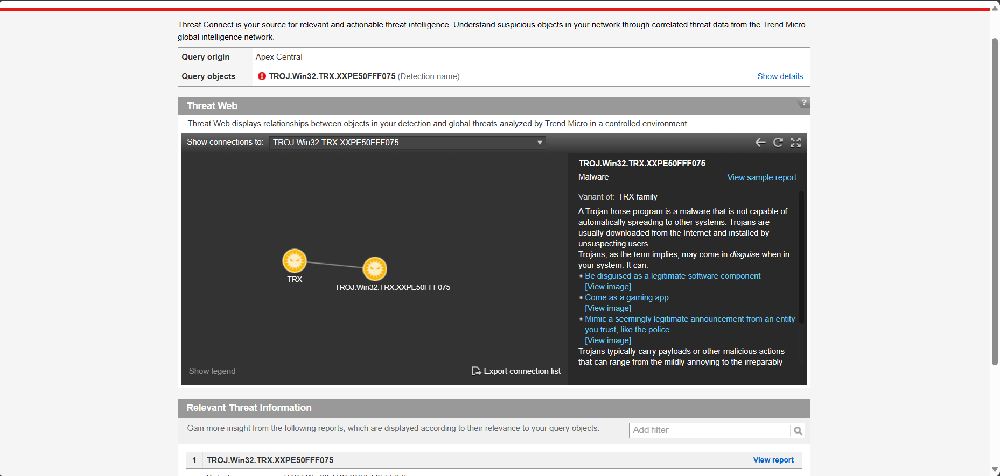 Threat Connect is your source for relevant and actionable threat intelligence. Understand suspicious objects in your network through correlated threat data from the Trend Micro
global intelligence network.
Query origin Apex Central
Query objects TROJ.Win32.TRX.XXPE50FFF075 (Detection name) Show details
Threat Web ?
Threat Web displays relationships between objects in your detection and global threats analyzed by Trend Micro in a controlled environment.
Show connections to: TROJ.Win32.TRX.XXPE50FFF075
TRX
TROJ.Win32.TRX.XXPE50FFF075
Show legend
Export connection list
TROJ.Win32.TRX.XXPE50FFF075
Malware View sample report
Variant of: TRX family
A Trojan horse program is a malware that is not capable of
automatically spreading to other systems. Trojans are
usually downloaded from the Internet and installed by
unsuspecting users.
Trojans, as the term implies, may come in disguise when in
your system. It can:
• Be disguised as a legitimate software component
[View image]
• Come as a gaming app
[View image]
• Mimic a seemingly legitimate announcement from an entity
you trust, like the police
[View image]
Trojans typically carry payloads or other malicious actions
that can range from the mildly annoying to the irreparably
Relevant Threat Information
Gain more insight from the following reports, which are displayed according to their relevance to your query objects.
Add filter
1 TROJ.Win32.TRX.XXPE50FFF075 View report